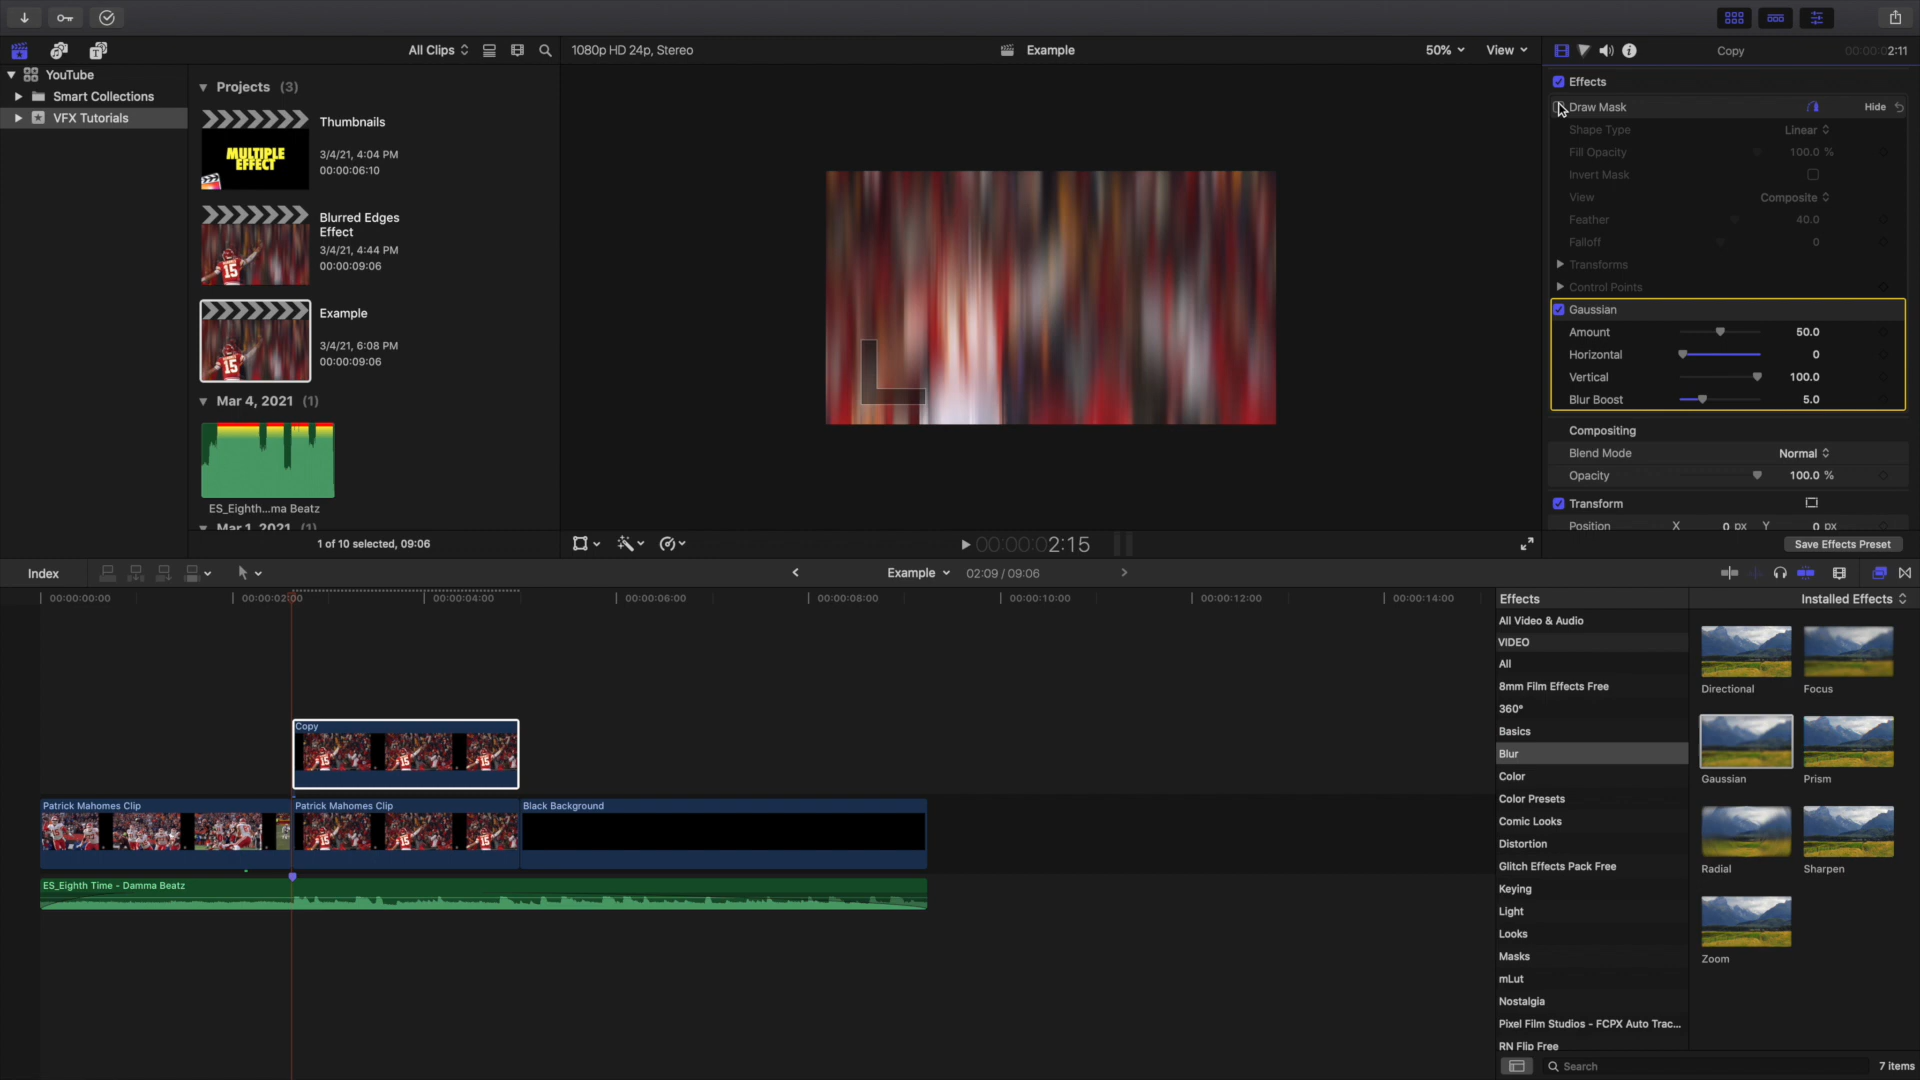 All Clips
1080p HD 24p, Stereo
Example
50%
View
Copy
00:00:02:11
YouTube
Smart Collections
VFX Tutorials
Projects (3)
MULTIPLE
EFFECT
Thumbnails
3/4/21, 4:04 PM
00:00:06:10
Blurred Edges
Effect
3/4/21, 4:44 PM
00:00:09:06
Example
3/4/21, 6:08 PM
00:00:09:06
Mar 4, 2021 (1)
ES_Eighth...ma Beatz
Mar 1, 2021 (1)
1 of 10 selected, 09:06
Effects
Draw Mask
Hide
Shape Type
Linear
Fill Opacity
100.0 %
Invert Mask
View
Composite
Feather
40.0
Falloff
0
Transforms
Control Points
Gaussian
Amount
50.0
Horizontal
0
Vertical
100.0
Blur Boost
5.0
Compositing
Blend Mode
Normal
Opacity
100.0 %
Transform
Position X 0 px Y 0 px
Save Effects Preset
00:00:02:15
Index
Example
02:09 / 09:06
00:00:00:00
00:00:02:00
00:00:04:00
00:00:06:00
00:00:08:00
00:00:10:00
00:00:12:00
00:00:14:00
Copy
Patrick Mahomes Clip
Patrick Mahomes Clip
Black Background
ES_Eighth Time - Damma Beatz
Effects
Installed Effects
All Video & Audio
VIDEO
All
8mm Film Effects Free
360°
Basics
Blur
Color
Color Presets
Comic Looks
Distortion
Glitch Effects Pack Free
Keying
Light
Looks
Masks
mLut
Nostalgia
Pixel Film Studios - FCPX Auto Trac...
RN Flip Free
Directional
Focus
Gaussian
Prism
Radial
Sharpen
Zoom
Search
7 items